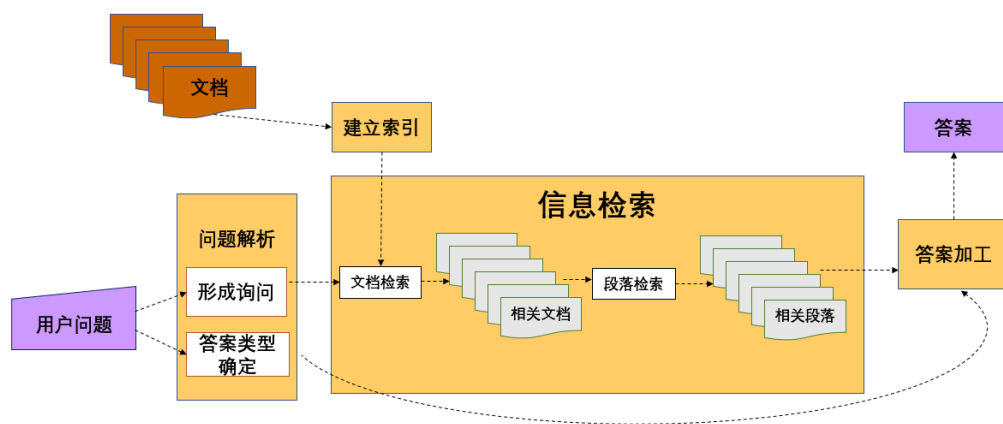 文档
建立索引
答案
信息检索
问题解析
答案加工
形成询问
文档检索
段落检索
用户问题
相关文档
相关段落
答案类型
确定